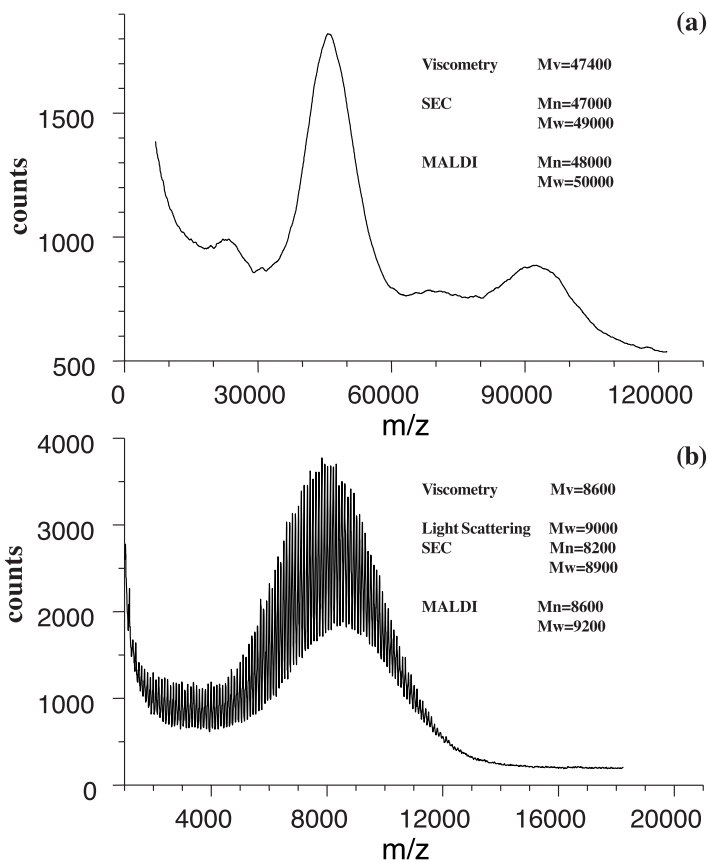 (a)
Viscometry Mv=47400
SEC Mn=47000
Mw=49000
MALDI Mn=48000
Mw=50000
counts
1500
1000
500
0 30000 60000 90000 120000
m/z
(b)
4000
Viscometry Mv=8600
Light Scattering Mw=9000
SEC Mn=8200
Mw=8900
MALDI Mn=8600
Mw=9200
counts
3000
2000
1000
0
4000 8000 12000 16000 20000
m/z